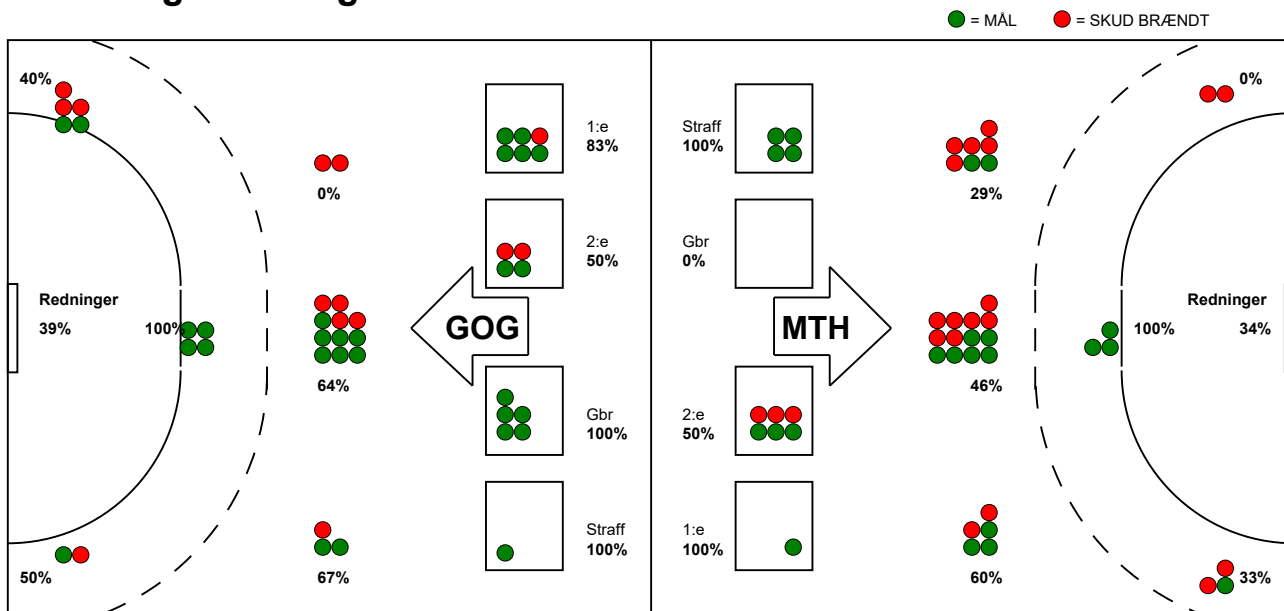 = MÅL = SKUD BRÆNDT
40%
0%
1:e
83%
Straff
100%
0%
29%
2:e
50%
Gbr
0%
Redninger
39%
100%
GOG
MTH
Redninger
100%
34%
64%
46%
Gbr
100%
2:e
50%
Straff
100%
1:e
100%
50%
67%
60%
33%